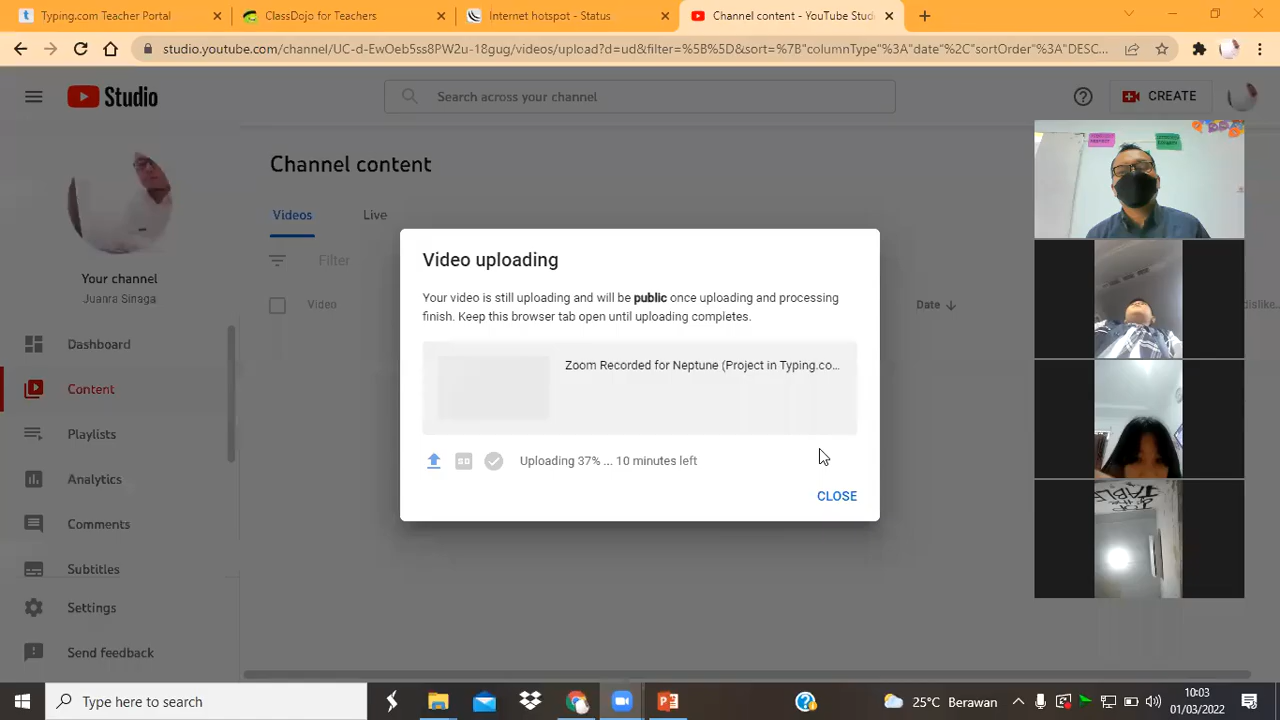 Typing.com Teacher Portal
ClassDojo for Teachers
Internet hotspot - Status
Channel content - YouTube Stud
studio.youtube.com/channel/UC-d-EwOeb5ss8PW2u-18gug/videos/upload?d=ud&filter=%5B%5D&sort=%7B"columnType"%3A"date"%2C"sortOrder"%3A"DESC...
Studio
Search across your channel
CREATE
Channel content
Videos
Live
Filter
Your channel
Juanra Sinaga
Video
Date
dislike
Dashboard
Content
Playlists
Analytics
Comments
Subtitles
Settings
Send feedback
Video uploading
Your video is still uploading and will be public once uploading and processing
finish. Keep this browser tab open until uploading completes.
Zoom Recorded for Neptune (Project in Typing.co...
Uploading 37% ... 10 minutes left
CLOSE
TABLE
Type here to search
25°C Berawan
10:03
01/03/2022